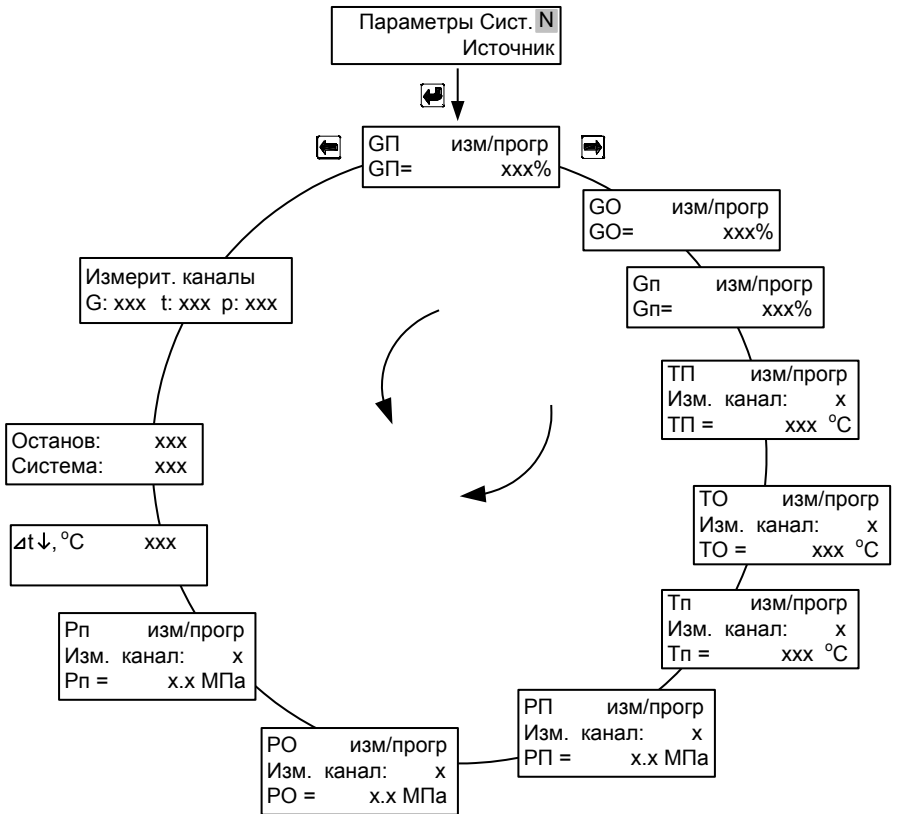 Параметры Сист. N
Источник
GП изм/прогр
GП= xxx%
GО изм/прогр
GО= xxx%
Gп изм/прогр
Gп= xxx%
ТП изм/прогр
Изм. канал: x
ТП = xxx °С
ТО изм/прогр
Изм. канал: x
ТО = xxx °С
Тп изм/прогр
Изм. канал: x
Тп = xxx °С
РП изм/прогр
Изм. канал: x
РП = x.x МПа
РО изм/прогр
Изм. канал: x
РО = x.x МПа
Рп изм/прогр
Изм. канал: x
Рп = x.x МПа
⊿t↓, °С xxx
Останов: xxx
Система: xxx
Измерит. каналы
G: xxx t: xxx p: xxx